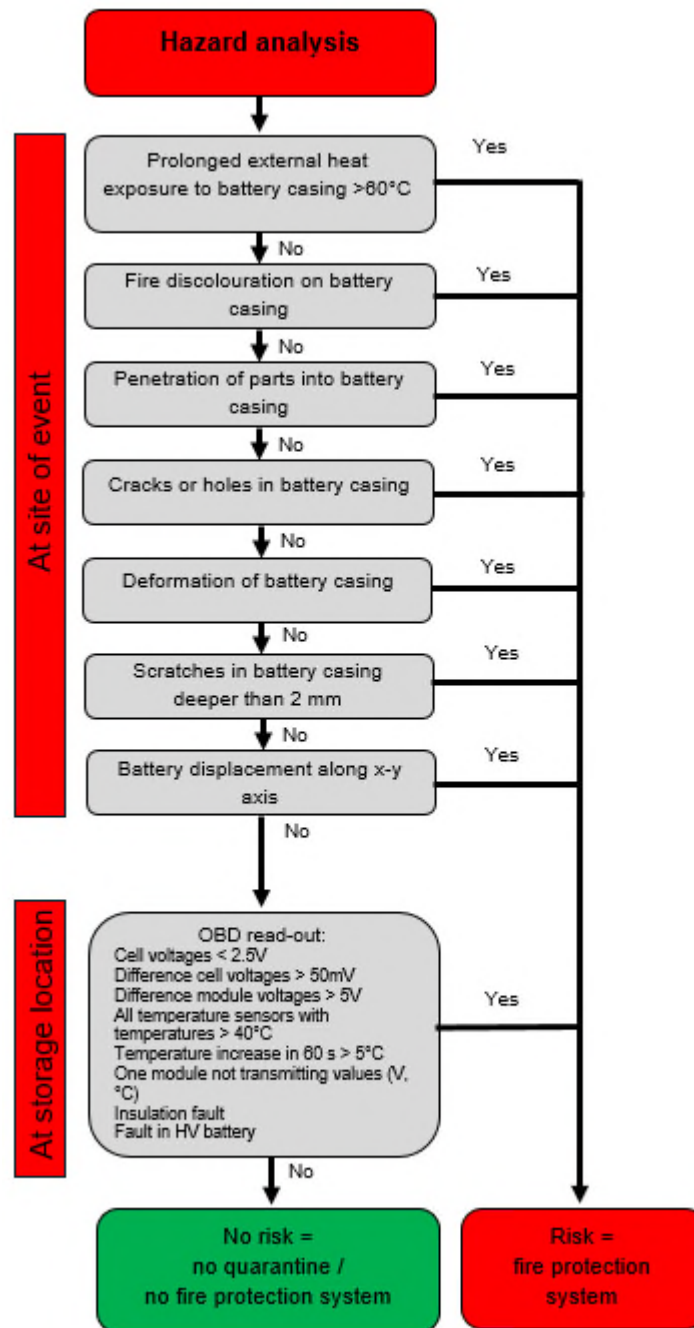 Hazard analysis
At site of event
Prolonged external heat
exposure to battery casing >60°C
Yes
No
Fire discolouration on battery
casing
Yes
No
Penetration of parts into battery
casing
Yes
No
Cracks or holes in battery casing
Yes
No
Deformation of battery casing
Yes
No
Scratches in battery casing
deeper than 2 mm
Yes
No
Battery displacement along x-y
axis
Yes
No
At storage location
OBD read-out:
Cell voltages < 2.5V
Difference cell voltages > 50mV
Difference module voltages > 5V
All temperature sensors with
temperatures > 40°C
Temperature increase in 60 s > 5°C
One module not transmitting values (V,
°C)
Insulation fault
Fault in HV battery
Yes
No
No risk =
no quarantine /
no fire protection system
Risk =
fire protection
system